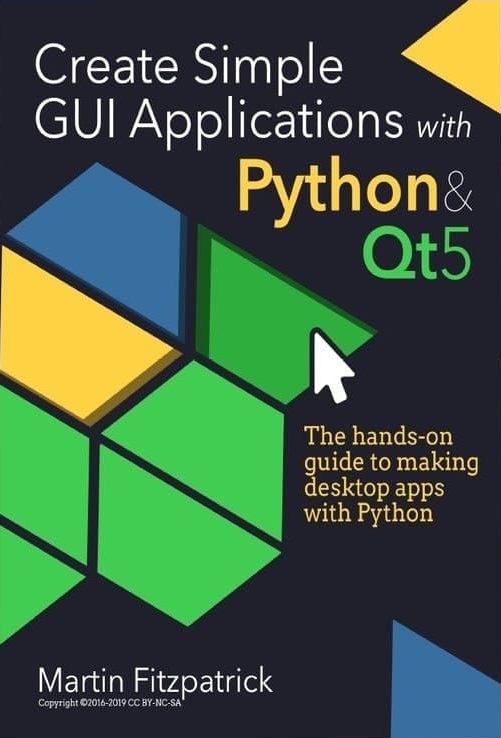 Create Simple
GUI Applications with
Python &
Qt5
The hands-on
guide to making
desktop apps
with Python
Martin Fitzpatrick
Copyright ©2016-2019 CC BY-NC-SA